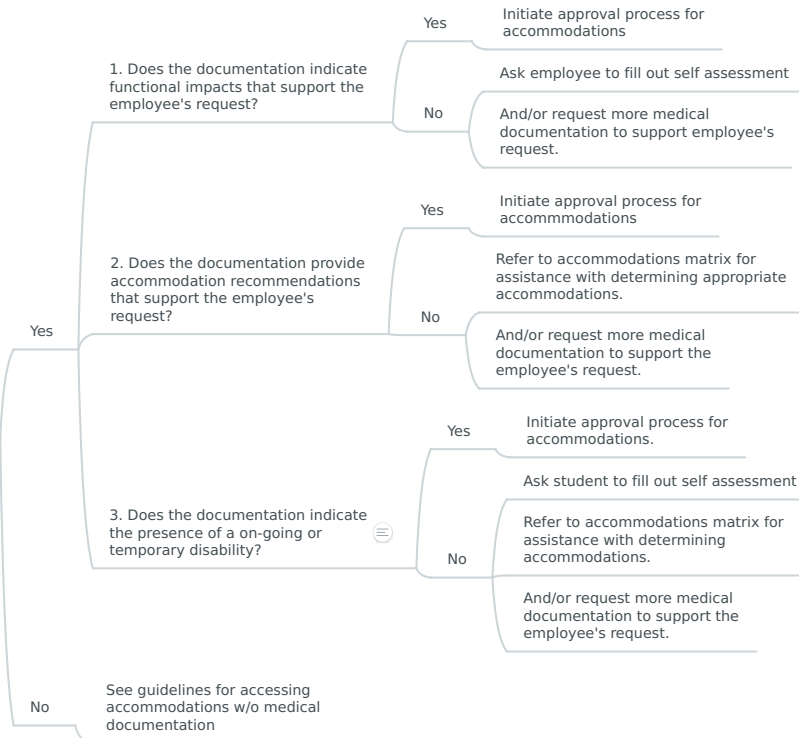 Yes
Initiate approval process for
accommodations
1. Does the documentation indicate
functional impacts that support the
employee's request?
No
Ask employee to fill out self assessment
And/or request more medical
documentation to support employee's
request.
Yes
Initiate approval process for
accommmodations
2. Does the documentation provide
accommodation recommendations
that support the employee's
request?
No
Refer to accommodations matrix for
assistance with determining appropriate
accommodations.
And/or request more medical
documentation to support the
employee's request.
Yes
Yes
Initiate approval process for
accommodations.
3. Does the documentation indicate
the presence of a on-going or
temporary disability?
No
Ask student to fill out self assessment
Refer to accommodations matrix for
assistance with determining
accommodations.
And/or request more medical
documentation to support the
employee's request.
No
See guidelines for accessing
accommodations w/o medical
documentation